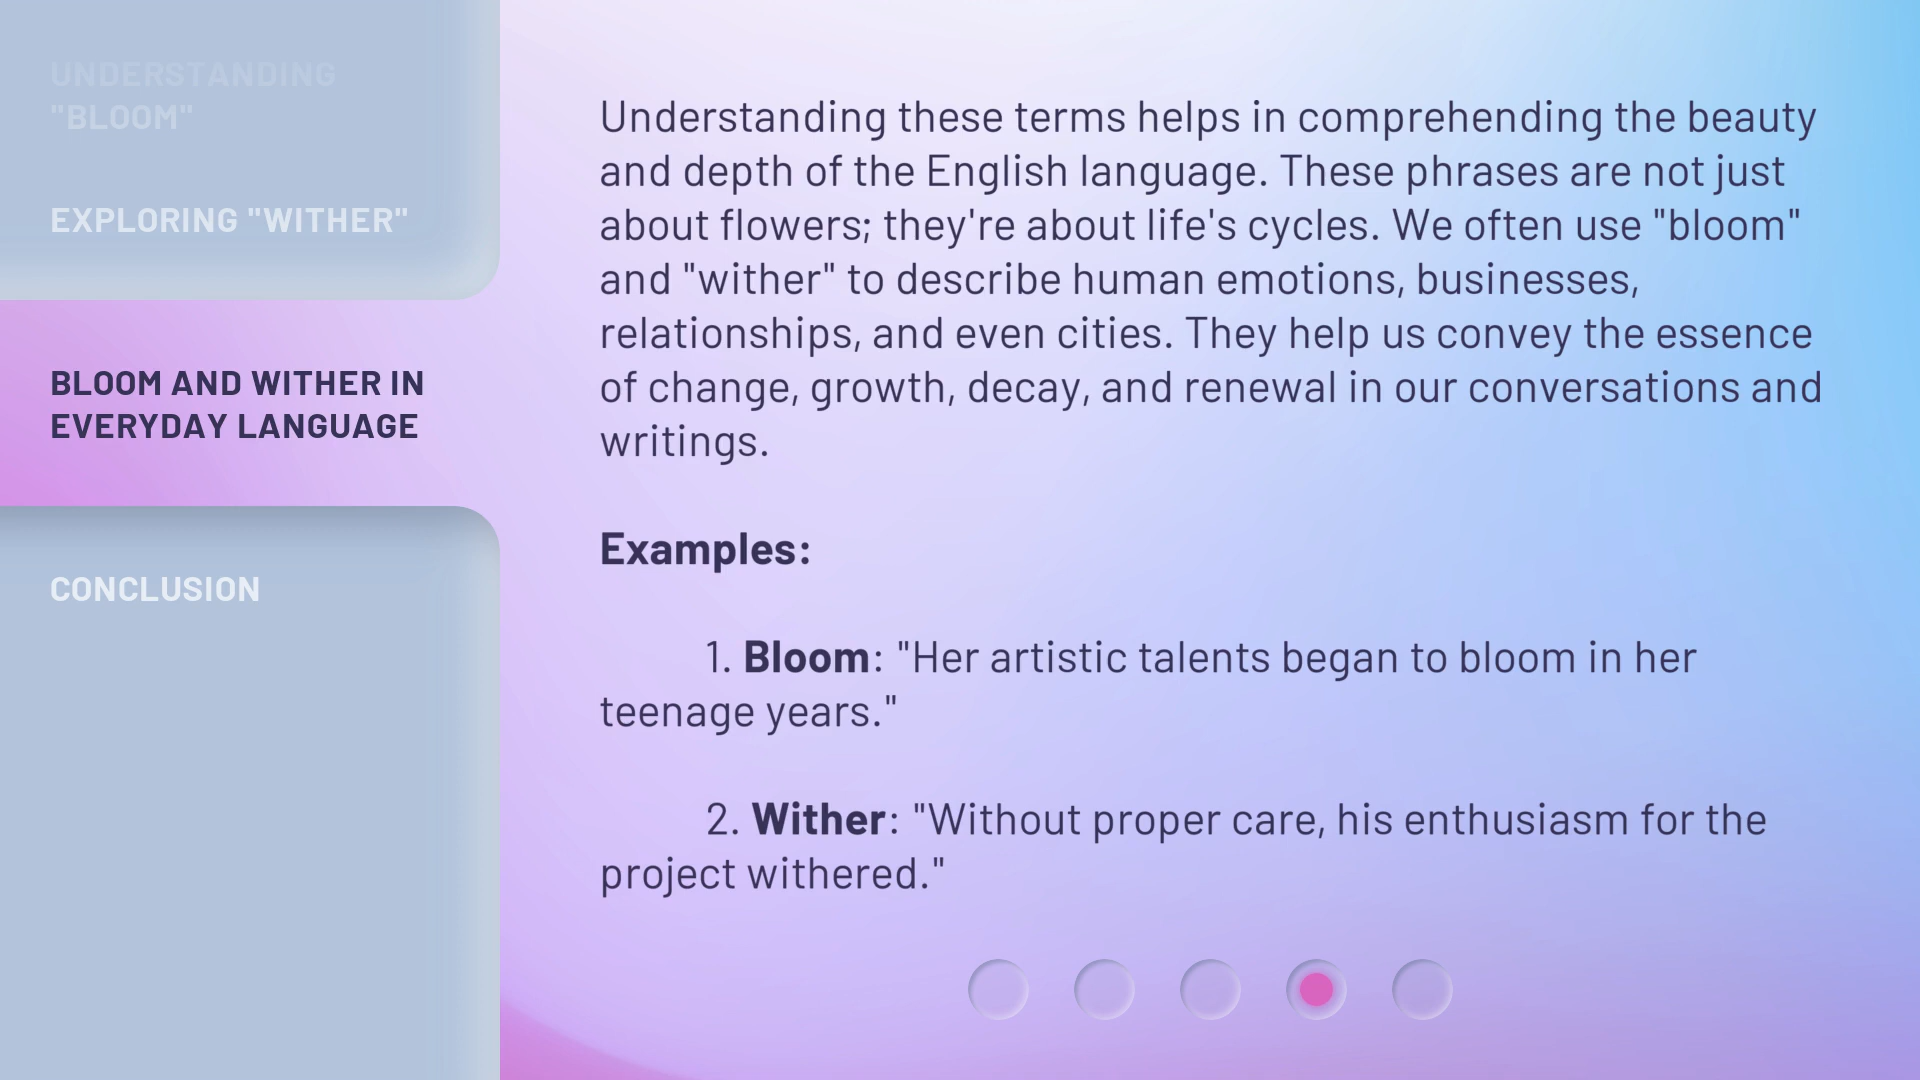 UNDERSTANDING
"BLOOM"
EXPLORING "WITHER"
BLOOM AND WITHER IN
EVERYDAY LANGUAGE
CONCLUSION
Understanding these terms helps in comprehending the beauty
and depth of the English language. These phrases are not just
about flowers; they're about life's cycles. We often use "bloom"
and "wither" to describe human emotions, businesses,
relationships, and even cities. They help us convey the essence
of change, growth, decay, and renewal in our conversations and
writings.
Examples:
1. Bloom: "Her artistic talents began to bloom in her
teenage years."
2. Wither: "Without proper care, his enthusiasm for the
project withered."